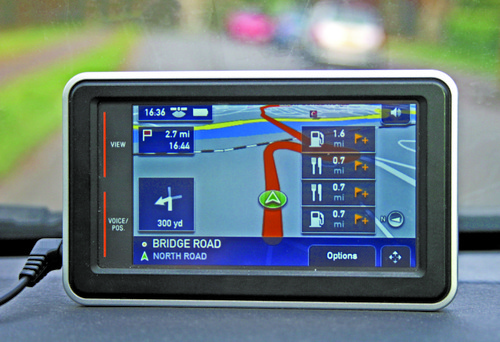 16.36
2.7 mi
16.44
VIEW
VOICE/
POS.
300 yd
1.6
mi
0.7
mi
0.7
mi
0.7
mi
N
BRIDGE ROAD
NORTH ROAD
Options